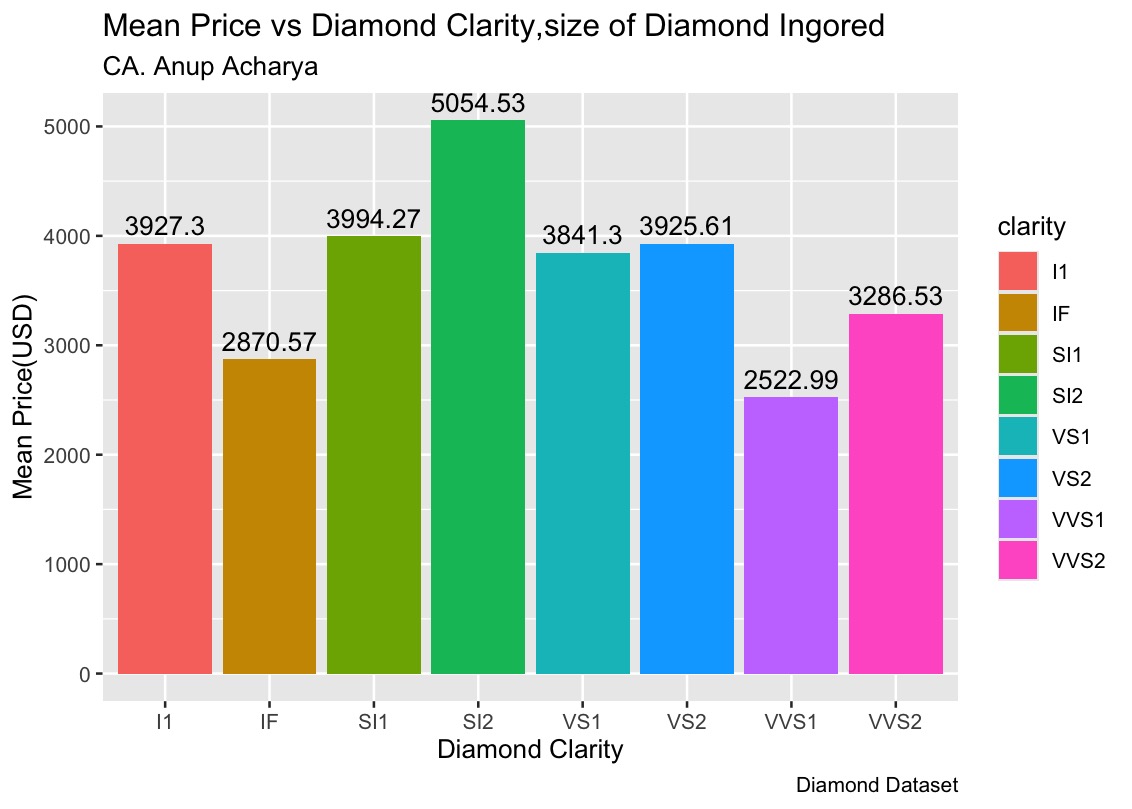 Mean Price vs Diamond Clarity,size of Diamond Ingored
CA. Anup Acharya
Mean Price(USD)
5000
4000
3000
2000
1000
0
3927.3
2870.57
3994.27
5054.53
3841.3
3925.61
2522.99
3286.53
I1
IF
SI1
SI2
VS1
VS2
VVS1
VVS2
Diamond Clarity
clarity
I1
IF
SI1
SI2
VS1
VS2
VVS1
VVS2
Diamond Dataset